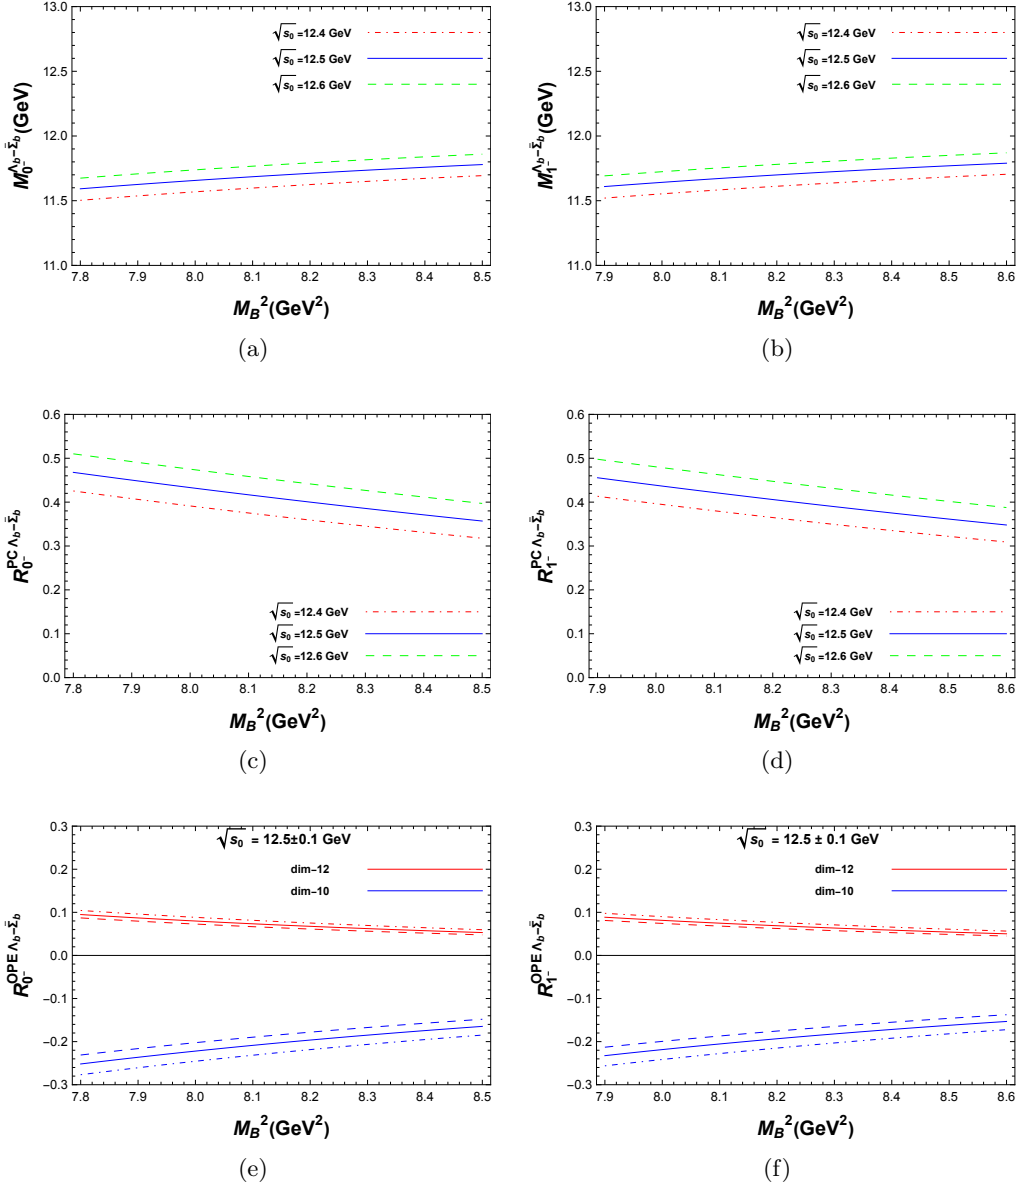 √s₀ =12.4 GeV
√s₀ =12.5 GeV
√s₀ =12.6 GeV
13.0
12.5
12.0
11.5
11.0
M₀⁻^Λb−Σ̄b(GeV)
7.8 7.9 8.0 8.1 8.2 8.3 8.4 8.5
M_B²(GeV²)
(a)
√s₀ =12.4 GeV
√s₀ =12.5 GeV
√s₀ =12.6 GeV
13.0
12.5
12.0
11.5
11.0
M₁⁻^Λb−Σ̄b(GeV)
7.9 8.0 8.1 8.2 8.3 8.4 8.5 8.6
M_B²(GeV²)
(b)
0.6
0.5
0.4
0.3
0.2
0.1
0.0
R₀⁻^PC Λb−Σ̄b
√s₀ =12.4 GeV
√s₀ =12.5 GeV
√s₀ =12.6 GeV
7.8 7.9 8.0 8.1 8.2 8.3 8.4 8.5
M_B²(GeV²)
(c)
0.6
0.5
0.4
0.3
0.2
0.1
0.0
R₁⁻^PC Λb−Σ̄b
√s₀ =12.4 GeV
√s₀ =12.5 GeV
√s₀ =12.6 GeV
7.9 8.0 8.1 8.2 8.3 8.4 8.5 8.6
M_B²(GeV²)
(d)
√s₀ = 12.5±0.1 GeV
dim−12
dim−10
0.3
0.2
0.1
0.0
−0.1
−0.2
−0.3
R₀⁻^OPE Λb−Σ̄b
7.8 7.9 8.0 8.1 8.2 8.3 8.4 8.5
M_B²(GeV²)
(e)
√s₀ = 12.5 ± 0.1 GeV
dim−12
dim−10
0.3
0.2
0.1
0.0
−0.1
−0.2
−0.3
R₁⁻^OPE Λb−Σ̄b
7.9 8.0 8.1 8.2 8.3 8.4 8.5 8.6
M_B²(GeV²)
(f)